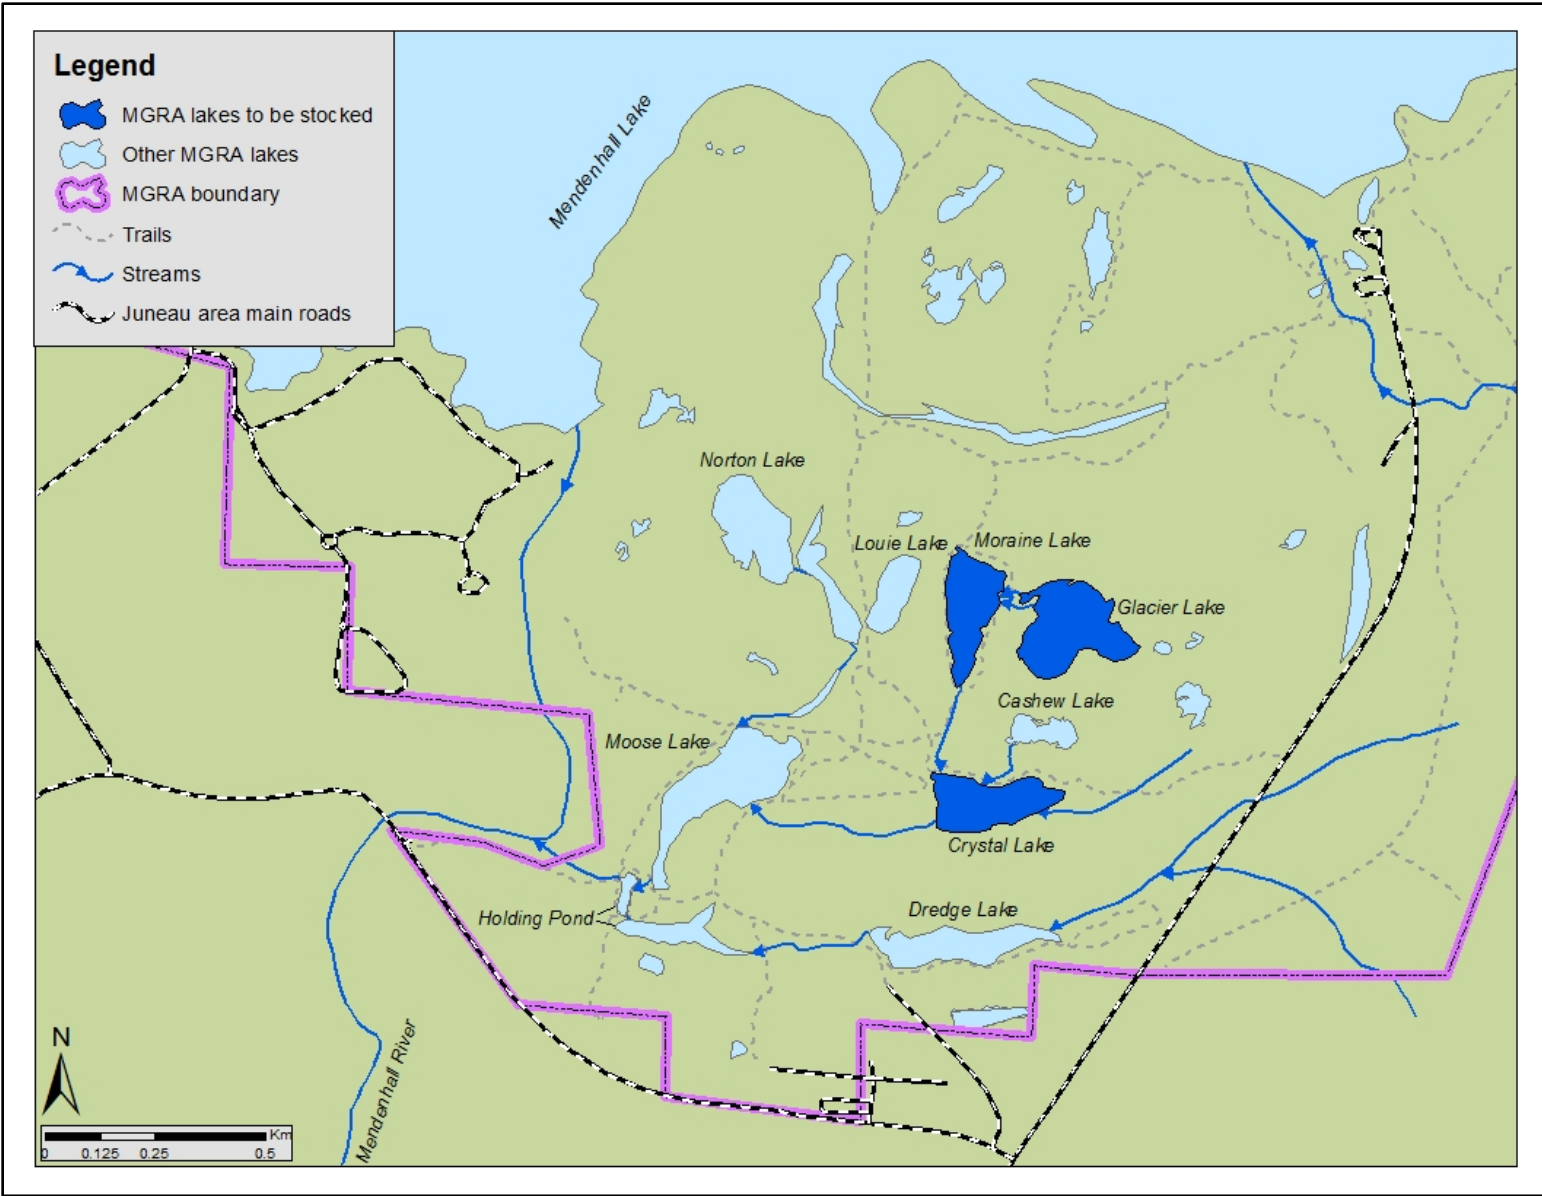 Legend
MGRA lakes to be stocked
Other MGRA lakes
MGRA boundary
Trails
Streams
Juneau area main roads
Mendenhall Lake
Norton Lake
Louie Lake
Moraine Lake
Glacier Lake
Cashew Lake
Moose Lake
Crystal Lake
Holding Pond
Dredge Lake
Mendenhall River
N
Km
0 0.125 0.25 0.5